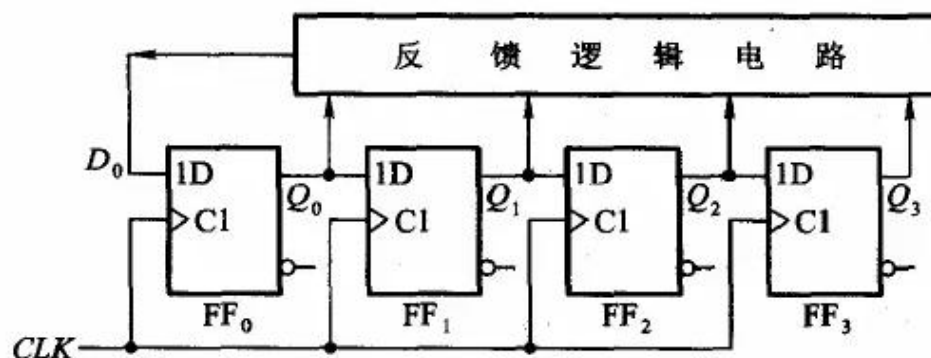 反馈逻辑电路
D₀ 1D Q₀ 1D Q₁ 1D Q₂ 1D Q₃
C1 C1 C1 C1
FF₀ FF₁ FF₂ FF₃
CLK